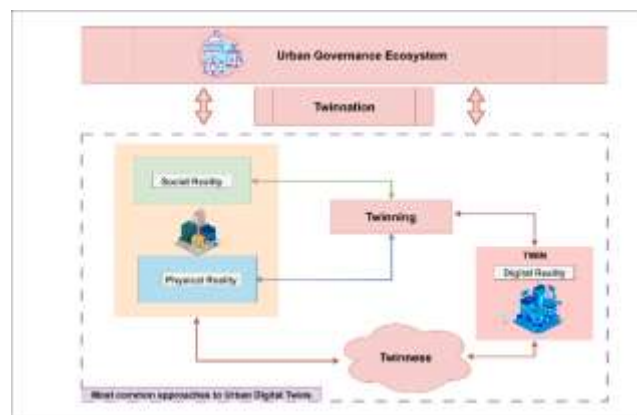 Urban Governance Ecosystem
Twinnation
Social Reality
Twinning
TWIN
Digital Reality
Physical Reality
Twinness
Most common approaches to Urban Digital Twins